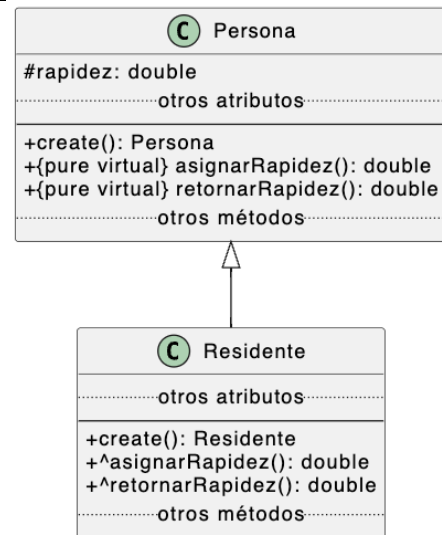 C Persona
#rapidez: double
otros atributos
+create(): Persona
+{pure virtual} asignarRapidez(): double
+{pure virtual} retornarRapidez(): double
otros métodos
C Residente
otros atributos
+create(): Residente
+^asignarRapidez(): double
+^retornarRapidez(): double
otros métodos